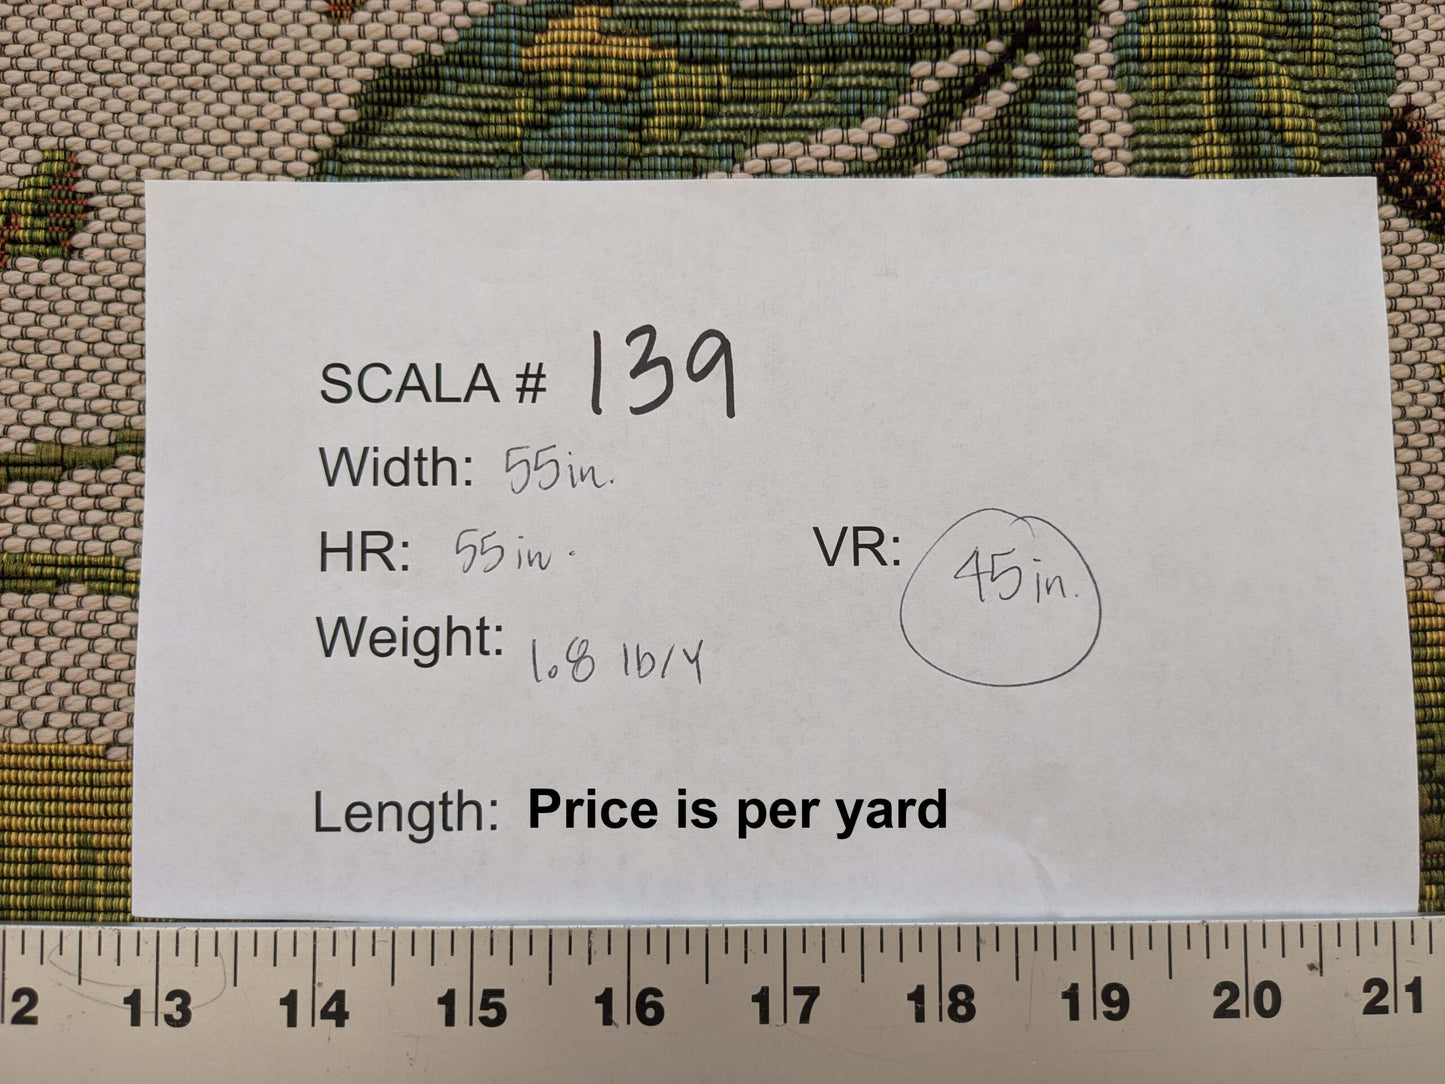 SCALA # 139
Width: 55in.
HR: 55in.
VR: 45in.
Weight: 1.8 lb/y
Length: Price is per yard
2 13 14 15 16 17 18 19 20 21